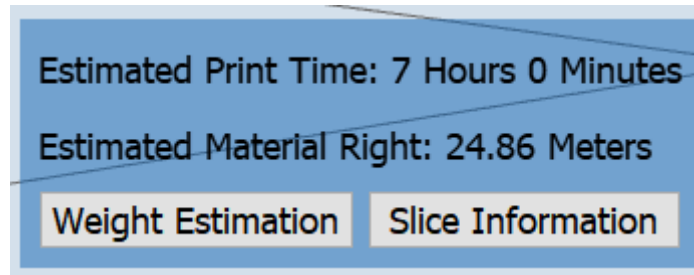 Estimated Print Time: 7 Hours 0 Minutes
Estimated Material Right: 24.86 Meters
Weight Estimation Slice Information